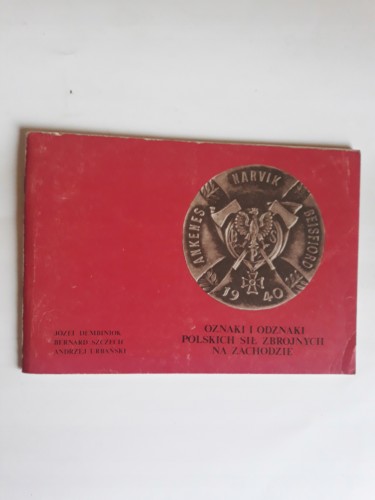 ANKENES NARVIK BEISFJORD
1940
JÓZEF DEMBINIOK
BERNARD SZCZECH
ANDRZEJ URBAŃSKI
OZNAKI I ODZNAKI
POLSKICH SIŁ ZBROJNYCH
NA ZACHODZIE